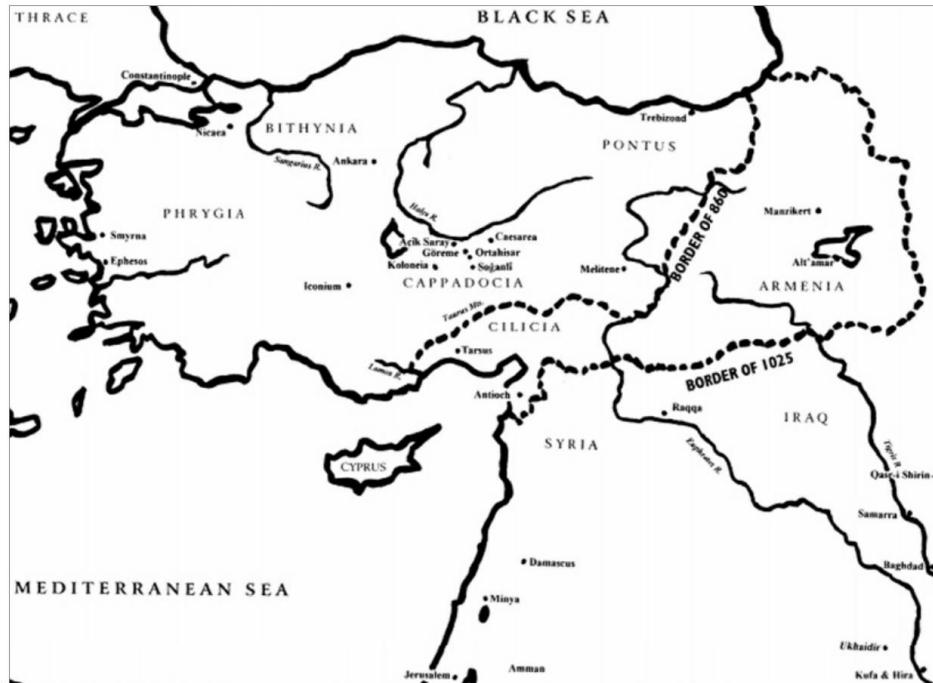 THRACE
BLACK SEA
Constantinople
Nicaea
BITHYNIA
Trebizond
PONTUS
Sangarius R.
Ankara
PHRYGIA
Halys R.
BORDER OF 860
Manzikert
Smyrna
Açik Saray
Caesarea
Göreme
Ortahisar
Ephesos
Koloneia
Soğanlı
Melitene
Alt'amar
Iconium
CAPPADOCIA
ARMENIA
Taurus Mts.
CILICIA
Tarsus
Lamos R.
BORDER OF 1025
Antioch
Raqqa
IRAQ
SYRIA
CYPRUS
Euphrates R.
Tigris R.
Qasr-i Shirin
Samarra
Damascus
Baghdad
MEDITERRANEAN SEA
Minya
Ukhaidir
Jerusalem
Amman
Kufa & Hira